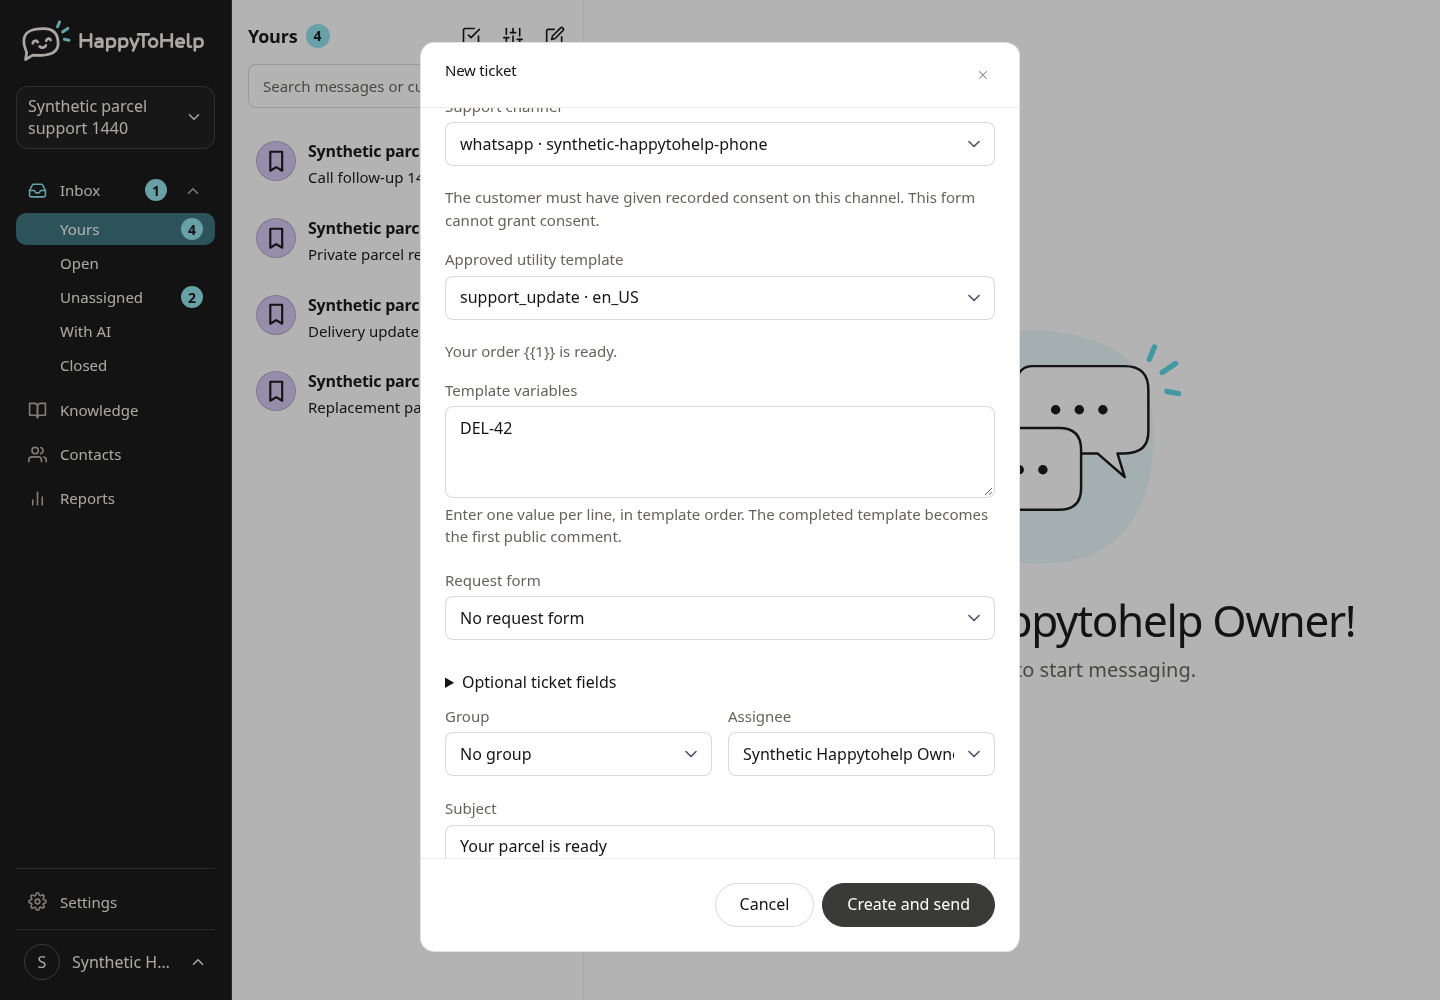 HappyToHelp
Synthetic parcel
support 1440
Inbox
1
Yours
4
Open
Unassigned
2
With AI
Closed
Knowledge
Contacts
Reports
Settings
S
Synthetic H...
Yours
4
Search messages or cu
Synthetic parc
Call follow-up 14
Synthetic parc
Private parcel re
Synthetic parc
Delivery update
Synthetic parc
Replacement pa
New ticket
Support channel
whatsapp · synthetic-happytohelp-phone
The customer must have given recorded consent on this channel. This form
cannot grant consent.
Approved utility template
support_update · en_US
Your order {{1}} is ready.
Template variables
DEL-42
Enter one value per line, in template order. The completed template becomes
the first public comment.
Request form
No request form
Optional ticket fields
Group
Assignee
No group
Synthetic Happytohelp Own
Subject
Your parcel is ready
Cancel
Create and send
ppytohelp Owner!
to start messaging.